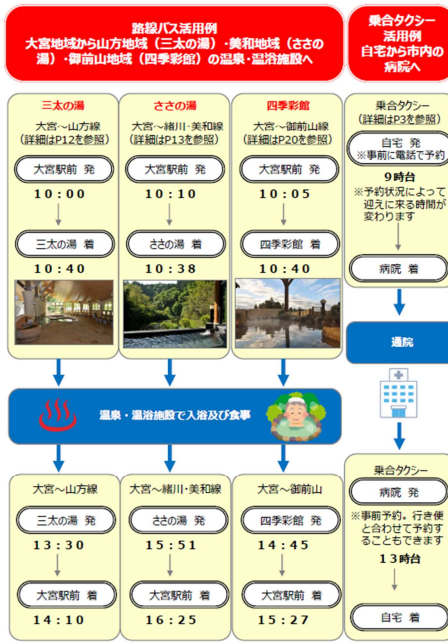 路線バス活用例
大宮地域から山方地域（三太の湯）・美和地域（ささの
湯）・御前山地域（四季彩館）の温泉・温浴施設へ
乗合タクシー
活用例
自宅から市内の
病院へ
三太の湯
大宮～山方線
（詳細はP12を参照）
大宮駅前 発
10:00
三太の湯 着
10:40
ささの湯
大宮～緒川・美和線
（詳細はP13を参照）
大宮駅前 発
10:10
ささの湯 着
10:38
四季彩館
大宮～御前山線
（詳細はP20を参照）
大宮駅前 発
10:05
四季彩館 着
10:40
乗合タクシー
（詳細はP3を参照）
自宅 発
※事前に電話で予約
9時台
※予約状況によって
迎えに来る時間が
変わります
病院 着
温泉・温浴施設で入浴及び食事
通院
大宮～山方線
三太の湯 発
13:30
大宮駅前 着
14:10
大宮～緒川・美和線
ささの湯 発
15:51
大宮駅前 着
16:25
大宮～御前山
四季彩館 発
14:45
大宮駅前 着
15:27
乗合タクシー
病院 発
※事前予約。行き便
と合わせて予約す
ることもできます
13時台
自宅 着